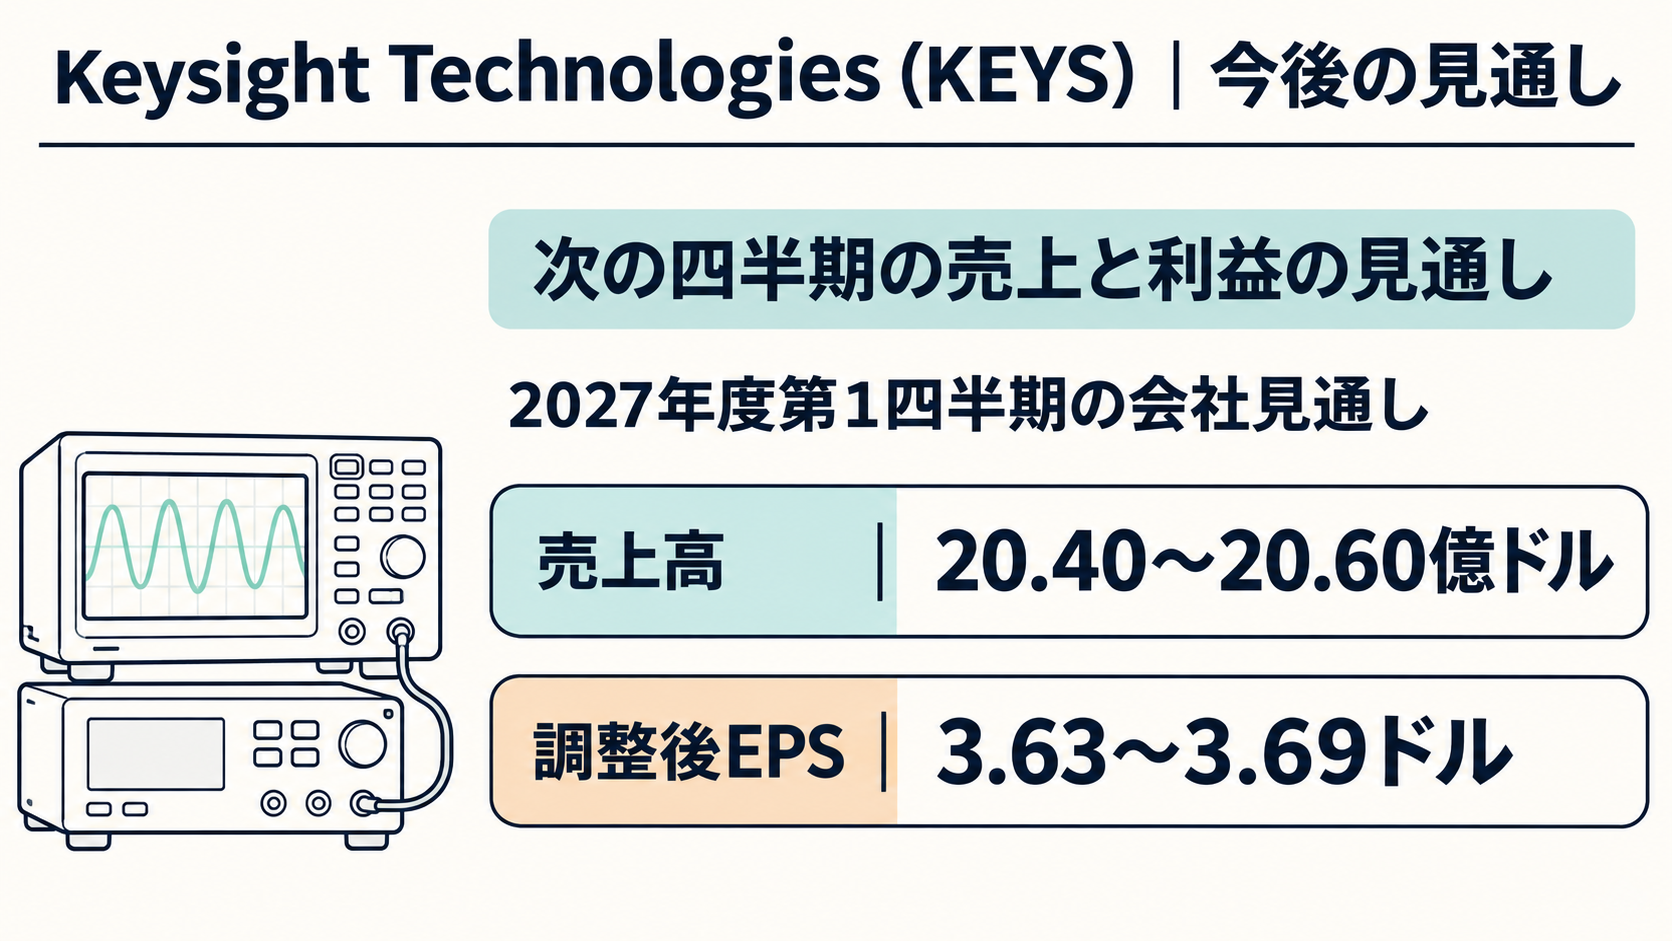 Keysight Technologies (KEYS)｜今後の見通し
次の四半期の売上と利益の見通し
2027年度第1四半期の会社見通し
売上高｜20.40～20.60億ドル
調整後EPS｜3.63～3.69ドル